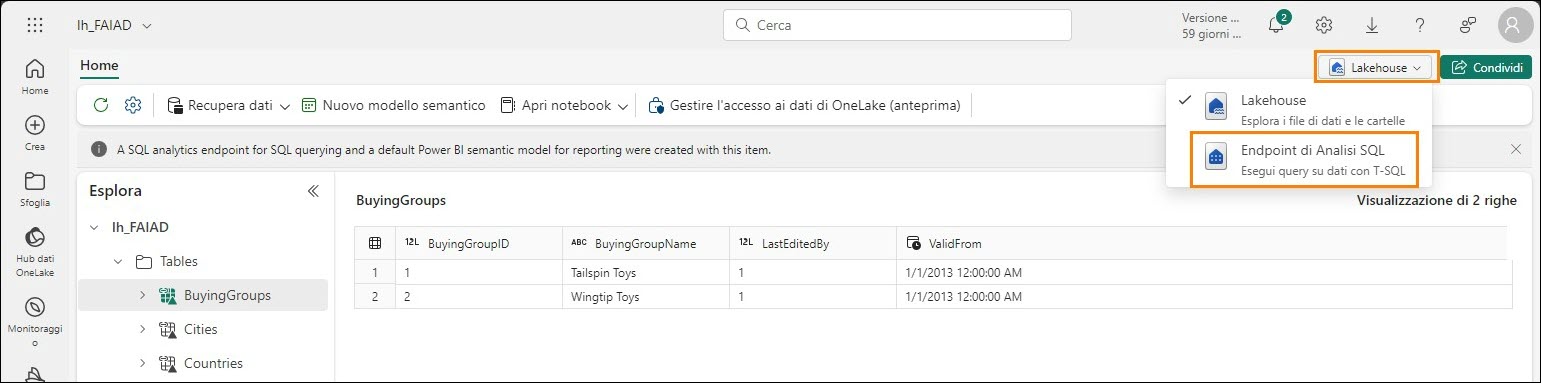 lh_FAIAD
Cerca
Versione ...
59 giorni ...
2
Home
Lakehouse
Condividi
Home
Crea
Sfoglia
Hub dati
OneLake
Monitoraggi
o
Recupera dati
Nuovo modello semantico
Apri notebook
Gestire l'accesso ai dati di OneLake (anteprima)
Lakehouse
Esplora i file di dati e le cartelle
Endpoint di Analisi SQL
Esegui query su dati con T-SQL
A SQL analytics endpoint for SQL querying and a default Power BI semantic model for reporting were created with this item.
Esplora
lh_FAIAD
Tables
BuyingGroups
Cities
Countries
BuyingGroups
Visualizzazione di 2 righe
12L BuyingGroupID ABC BuyingGroupName 12L LastEditedBy ValidFrom
1 1 Tailspin Toys 1 1/1/2013 12:00:00 AM
2 2 Wingtip Toys 1 1/1/2013 12:00:00 AM